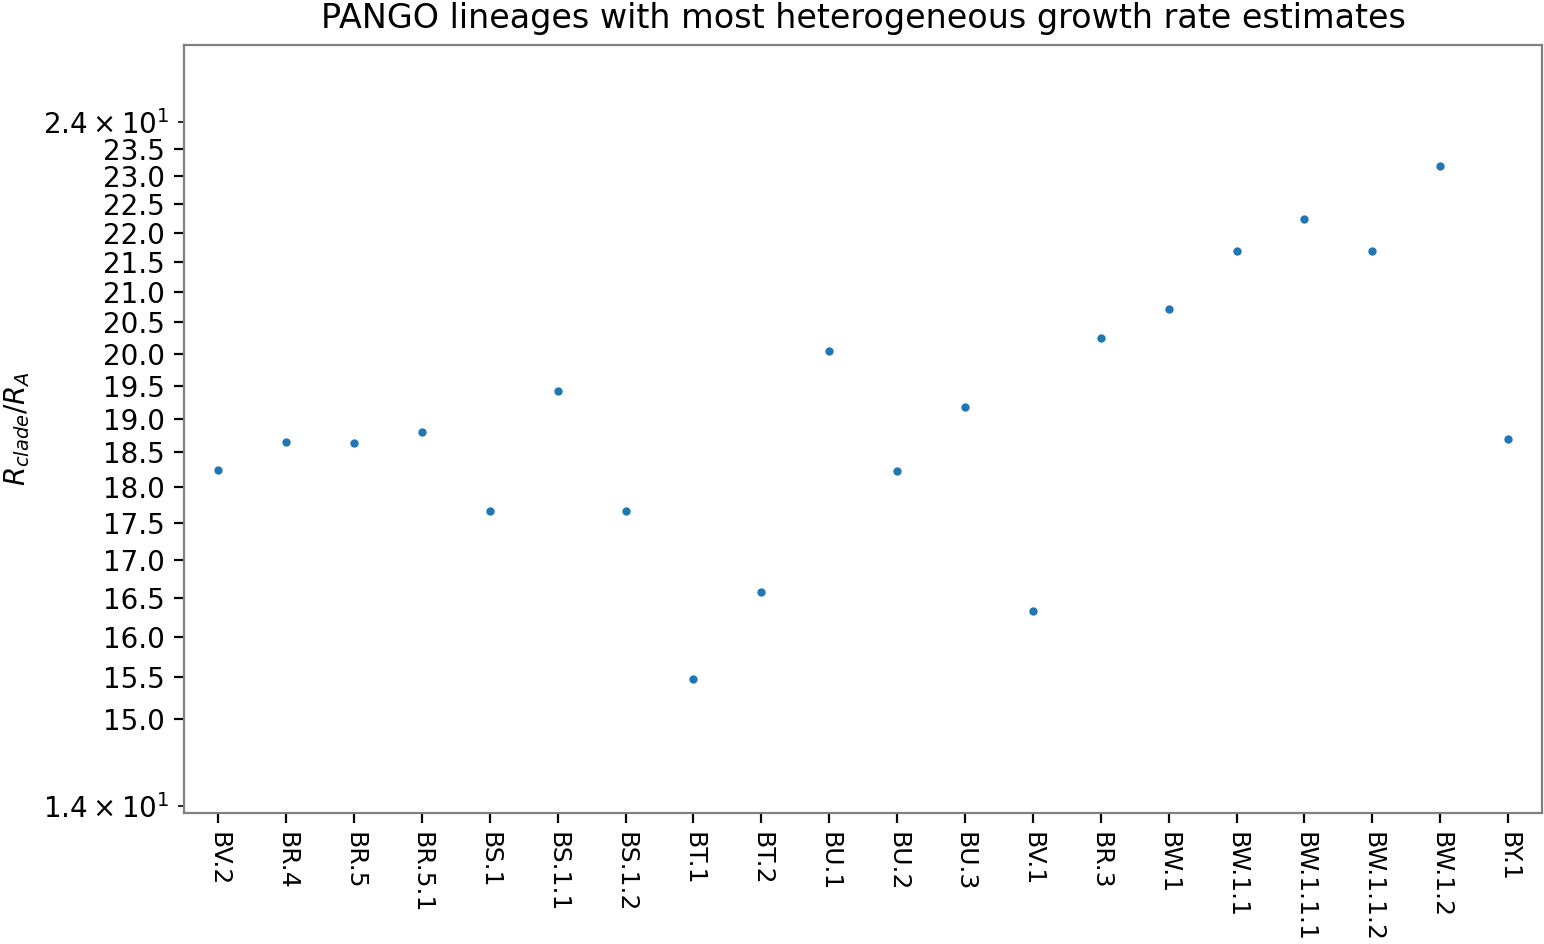 PANGO lineages with most heterogeneous growth rate estimates
2.4 × 10¹
23.5
23.0
22.5
22.0
21.5
21.0
20.5
20.0
19.5
19.0
18.5
18.0
17.5
17.0
16.5
16.0
15.5
15.0
1.4 × 10¹
R_clade/R_A
BV.2
BR.4
BR.5
BR.5.1
BS.1
BS.1.1
BS.1.2
BT.1
BT.2
BU.1
BU.2
BU.3
BV.1
BR.3
BW.1
BW.1.1
BW.1.1.1
BW.1.1.2
BW.1.2
BY.1